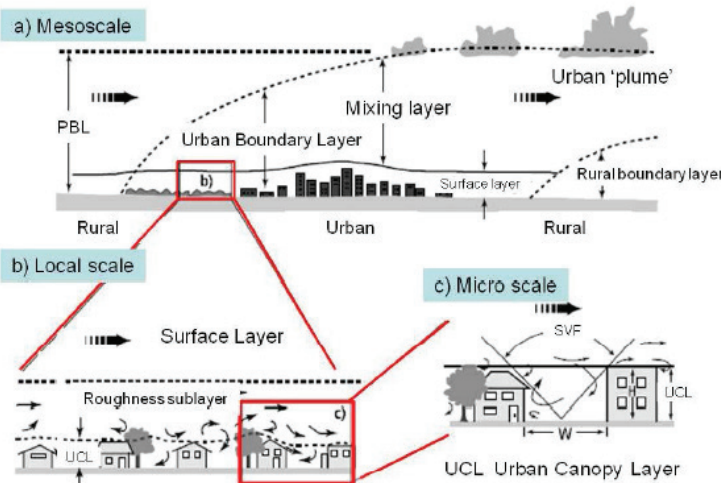 a) Mesoscale
Urban 'plume'
Mixing layer
PBL
Urban Boundary Layer
b)
Surface layer
Rural boundary layer
Rural
Urban
Rural
b) Local scale
c) Micro scale
SVF
Surface Layer
Roughness sublayer
c)
UCL
H
UCL
W
UCL Urban Canopy Layer